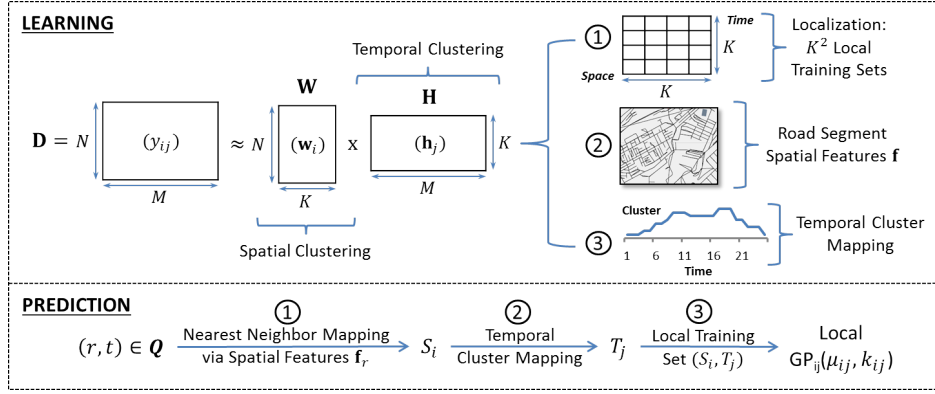 LEARNING
Temporal Clustering
W
H
D = N
(y_ij)
M
≈ N
(w_i)
K
x
(h_j)
K
M
Spatial Clustering
1
Time
Space
K
K
Localization:
K² Local
Training Sets
2
Road Segment
Spatial Features f
3
Cluster
1 6 11 16 21
Time
Temporal Cluster
Mapping
PREDICTION
(r, t) ∈ Q
1
Nearest Neighbor Mapping
via Spatial Features f_r
S_i
2
Temporal
Cluster Mapping
T_j
3
Local Training
Set (S_i, T_j)
Local
GP_ij(μ_ij, k_ij)